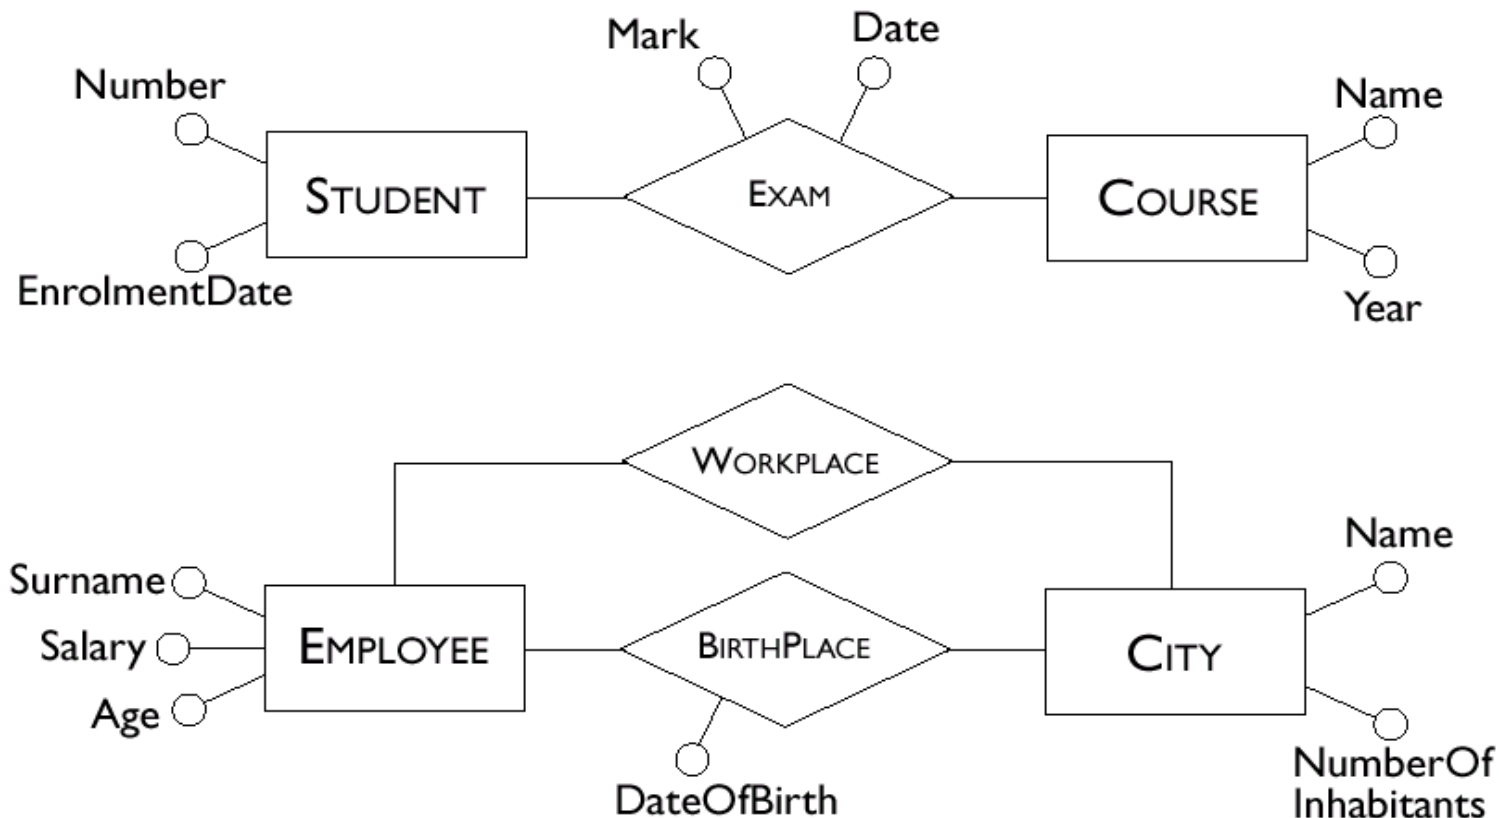 Mark
Date
Number
Name
STUDENT
EXAM
COURSE
EnrolmentDate
Year
WORKPLACE
Name
Surname
Salary
EMPLOYEE
BIRTHPLACE
CITY
Age
DateOfBirth
NumberOf
Inhabitants